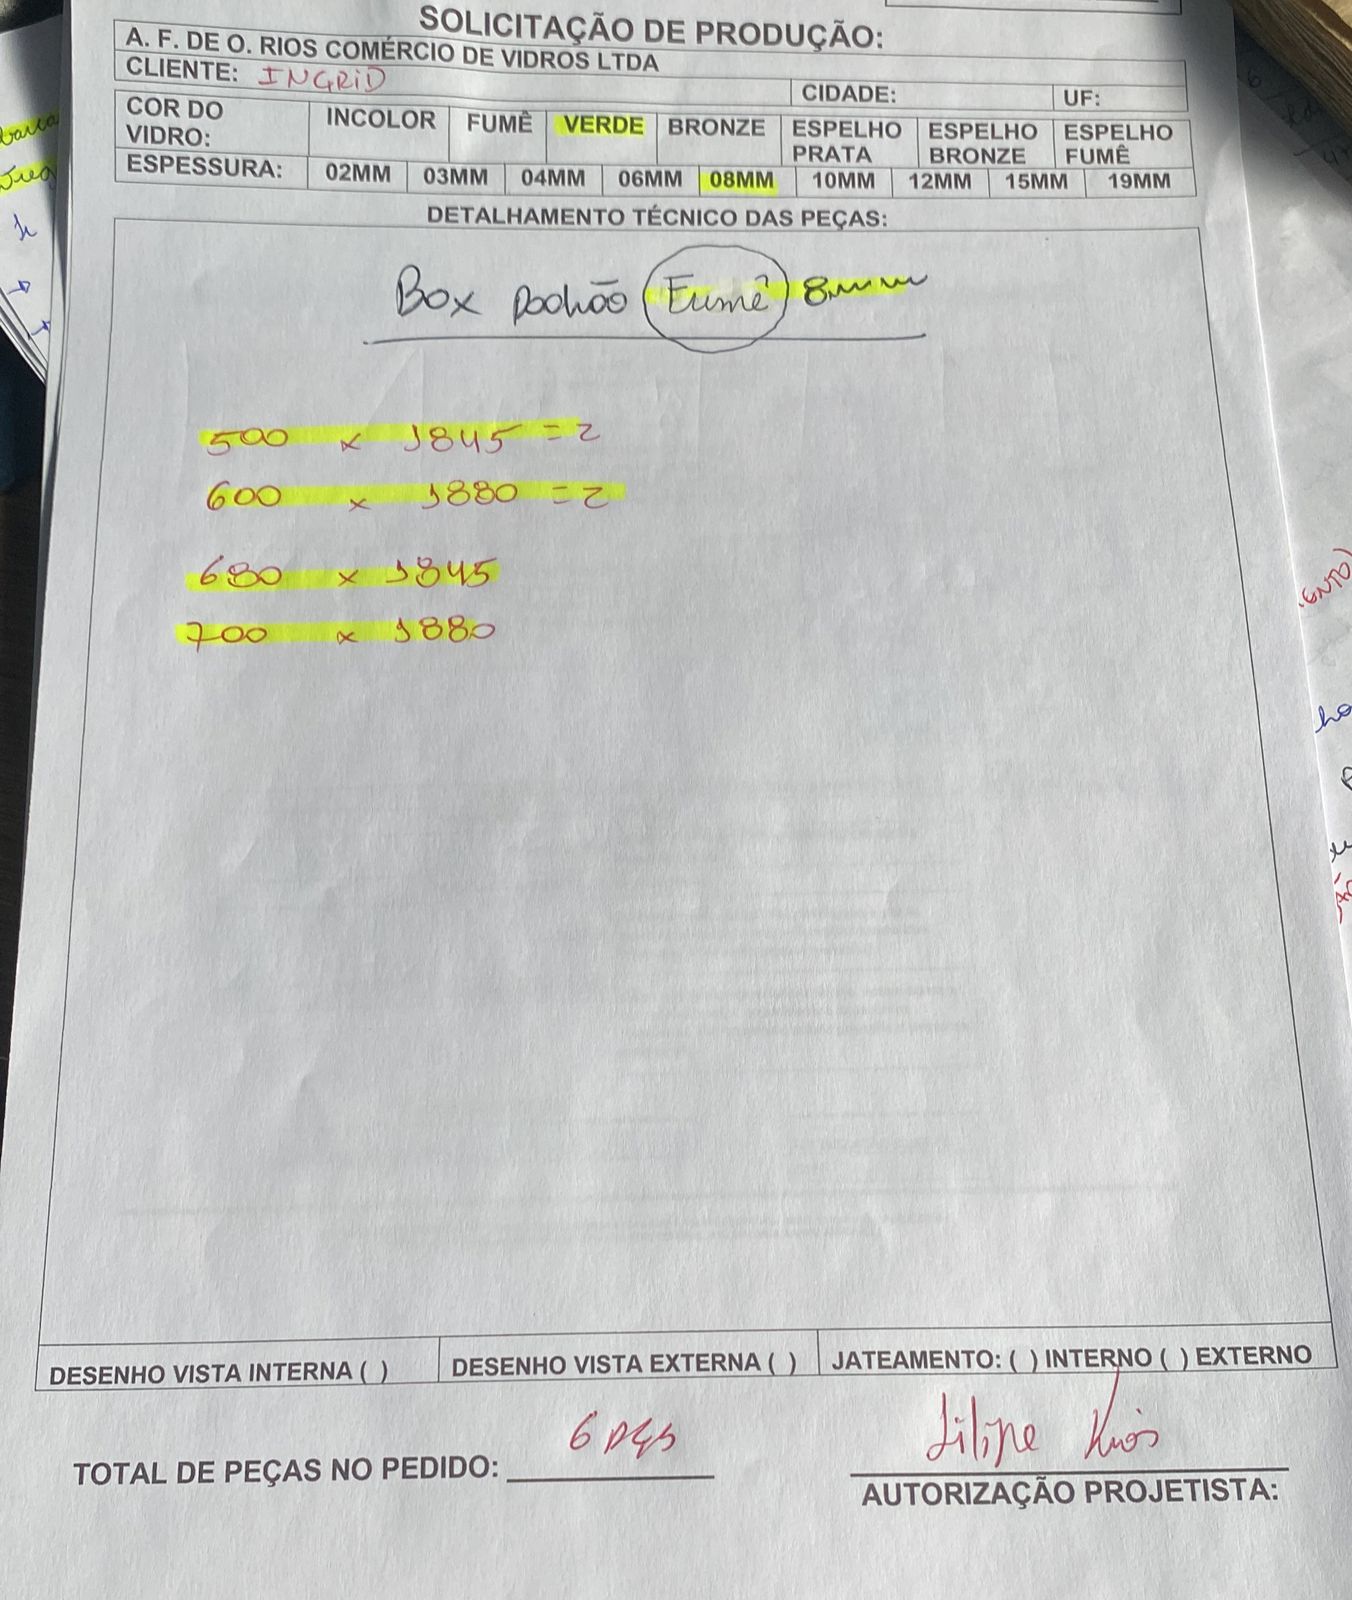 SOLICITAÇÃO DE PRODUÇÃO:
A. F. DE O. RIOS COMÉRCIO DE VIDROS LTDA
CLIENTE: INGRID CIDADE: UF:
COR DO VIDRO: INCOLOR FUMÊ VERDE BRONZE ESPELHO PRATA ESPELHO BRONZE ESPELHO FUMÊ
ESPESSURA: 02MM 03MM 04MM 06MM 08MM 10MM 12MM 15MM 19MM
DETALHAMENTO TÉCNICO DAS PEÇAS:
Box Padrão Fumê 8mm
500 x 1845 = 2
600 x 1880 = 2
680 x 1845
700 x 1880
DESENHO VISTA INTERNA ( ) DESENHO VISTA EXTERNA ( ) JATEAMENTO: ( ) INTERNO ( ) EXTERNO
TOTAL DE PEÇAS NO PEDIDO: 6 pçs
Filipe Rios
AUTORIZAÇÃO PROJETISTA: